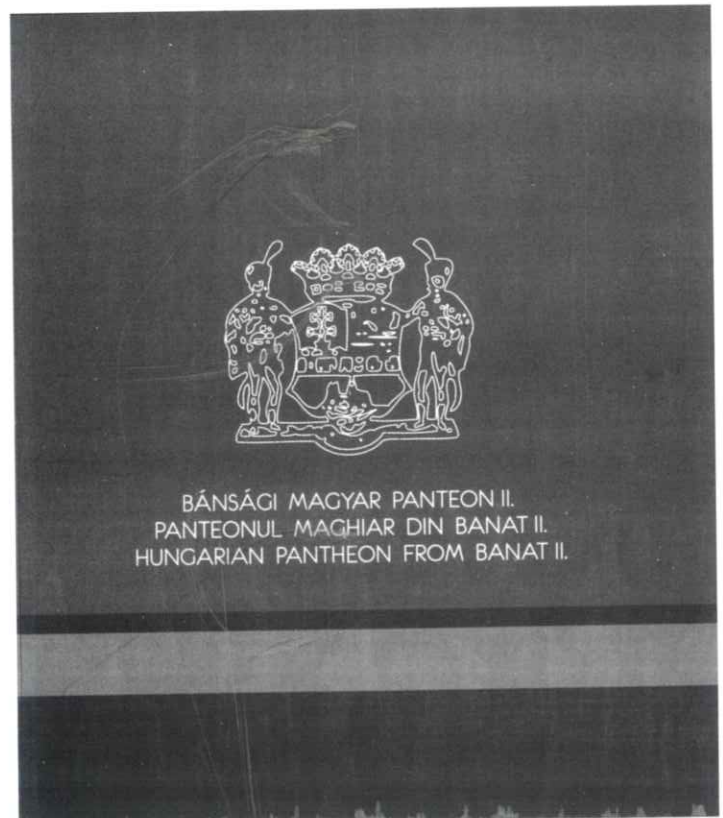 BÁNSÁGI MAGYAR PANTEON II.
PANTEONUL MAGHIAR DIN BANAT II.
HUNGARIAN PANTHEON FROM BANAT II.